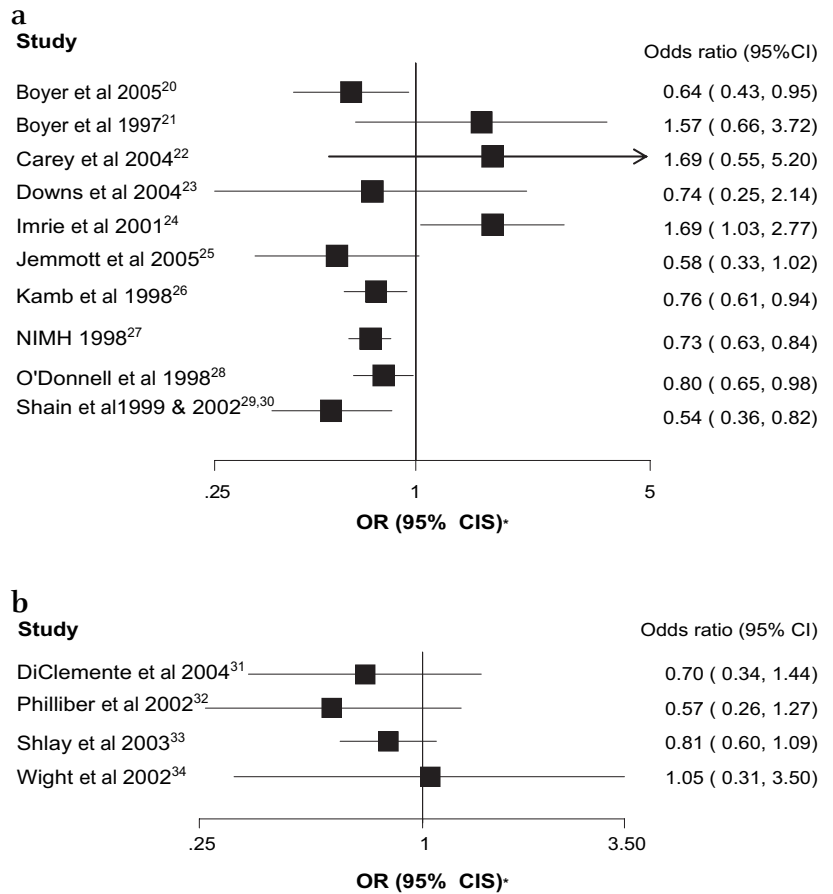 a
Study
Odds ratio (95%CI)
Boyer et al 2005²⁰ 0.64 ( 0.43, 0.95)
Boyer et al 1997²¹ 1.57 ( 0.66, 3.72)
Carey et al 2004²² 1.69 ( 0.55, 5.20)
Downs et al 2004²³ 0.74 ( 0.25, 2.14)
Imrie et al 2001²⁴ 1.69 ( 1.03, 2.77)
Jemmott et al 2005²⁵ 0.58 ( 0.33, 1.02)
Kamb et al 1998²⁶ 0.76 ( 0.61, 0.94)
NIMH 1998²⁷ 0.73 ( 0.63, 0.84)
O'Donnell et al 1998²⁸ 0.80 ( 0.65, 0.98)
Shain et al1999 & 2002²⁹,³⁰ 0.54 ( 0.36, 0.82)
.25 1 5
OR (95% CIS)*
b
Study Odds ratio (95% CI)
DiClemente et al 2004³¹ 0.70 ( 0.34, 1.44)
Philliber et al 2002³² 0.57 ( 0.26, 1.27)
Shlay et al 2003³³ 0.81 ( 0.60, 1.09)
Wight et al 2002³⁴ 1.05 ( 0.31, 3.50)
.25 1 3.50
OR (95% CIS)*